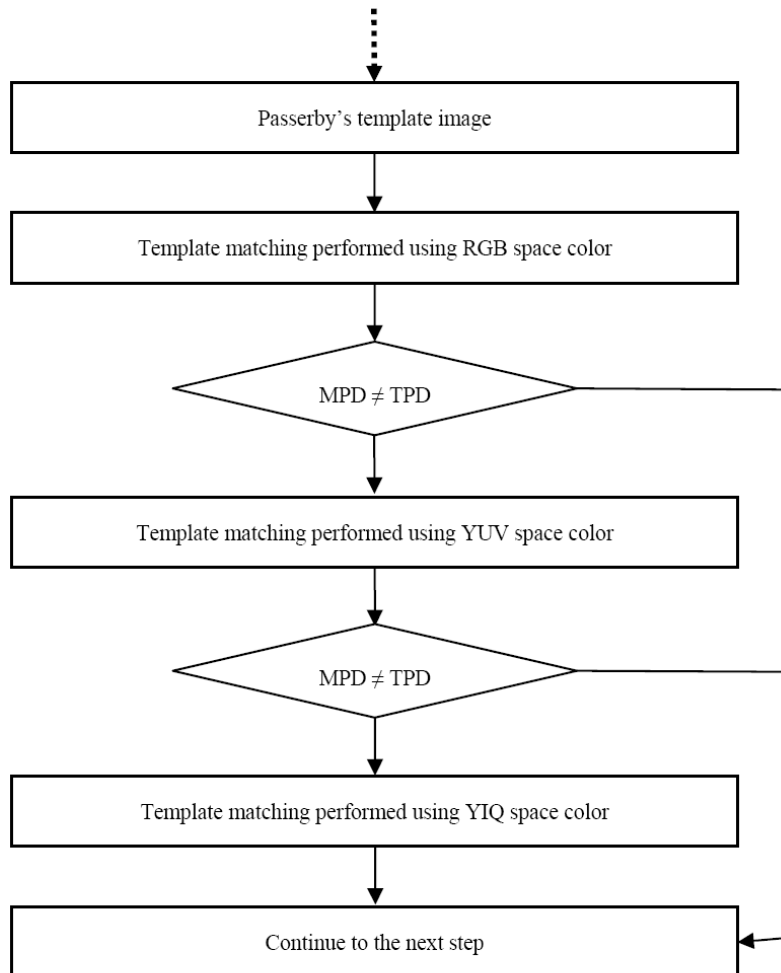 Passerby’s template image
Template matching performed using RGB space color
MPD ≠ TPD
Template matching performed using YUV space color
MPD ≠ TPD
Template matching performed using YIQ space color
Continue to the next step